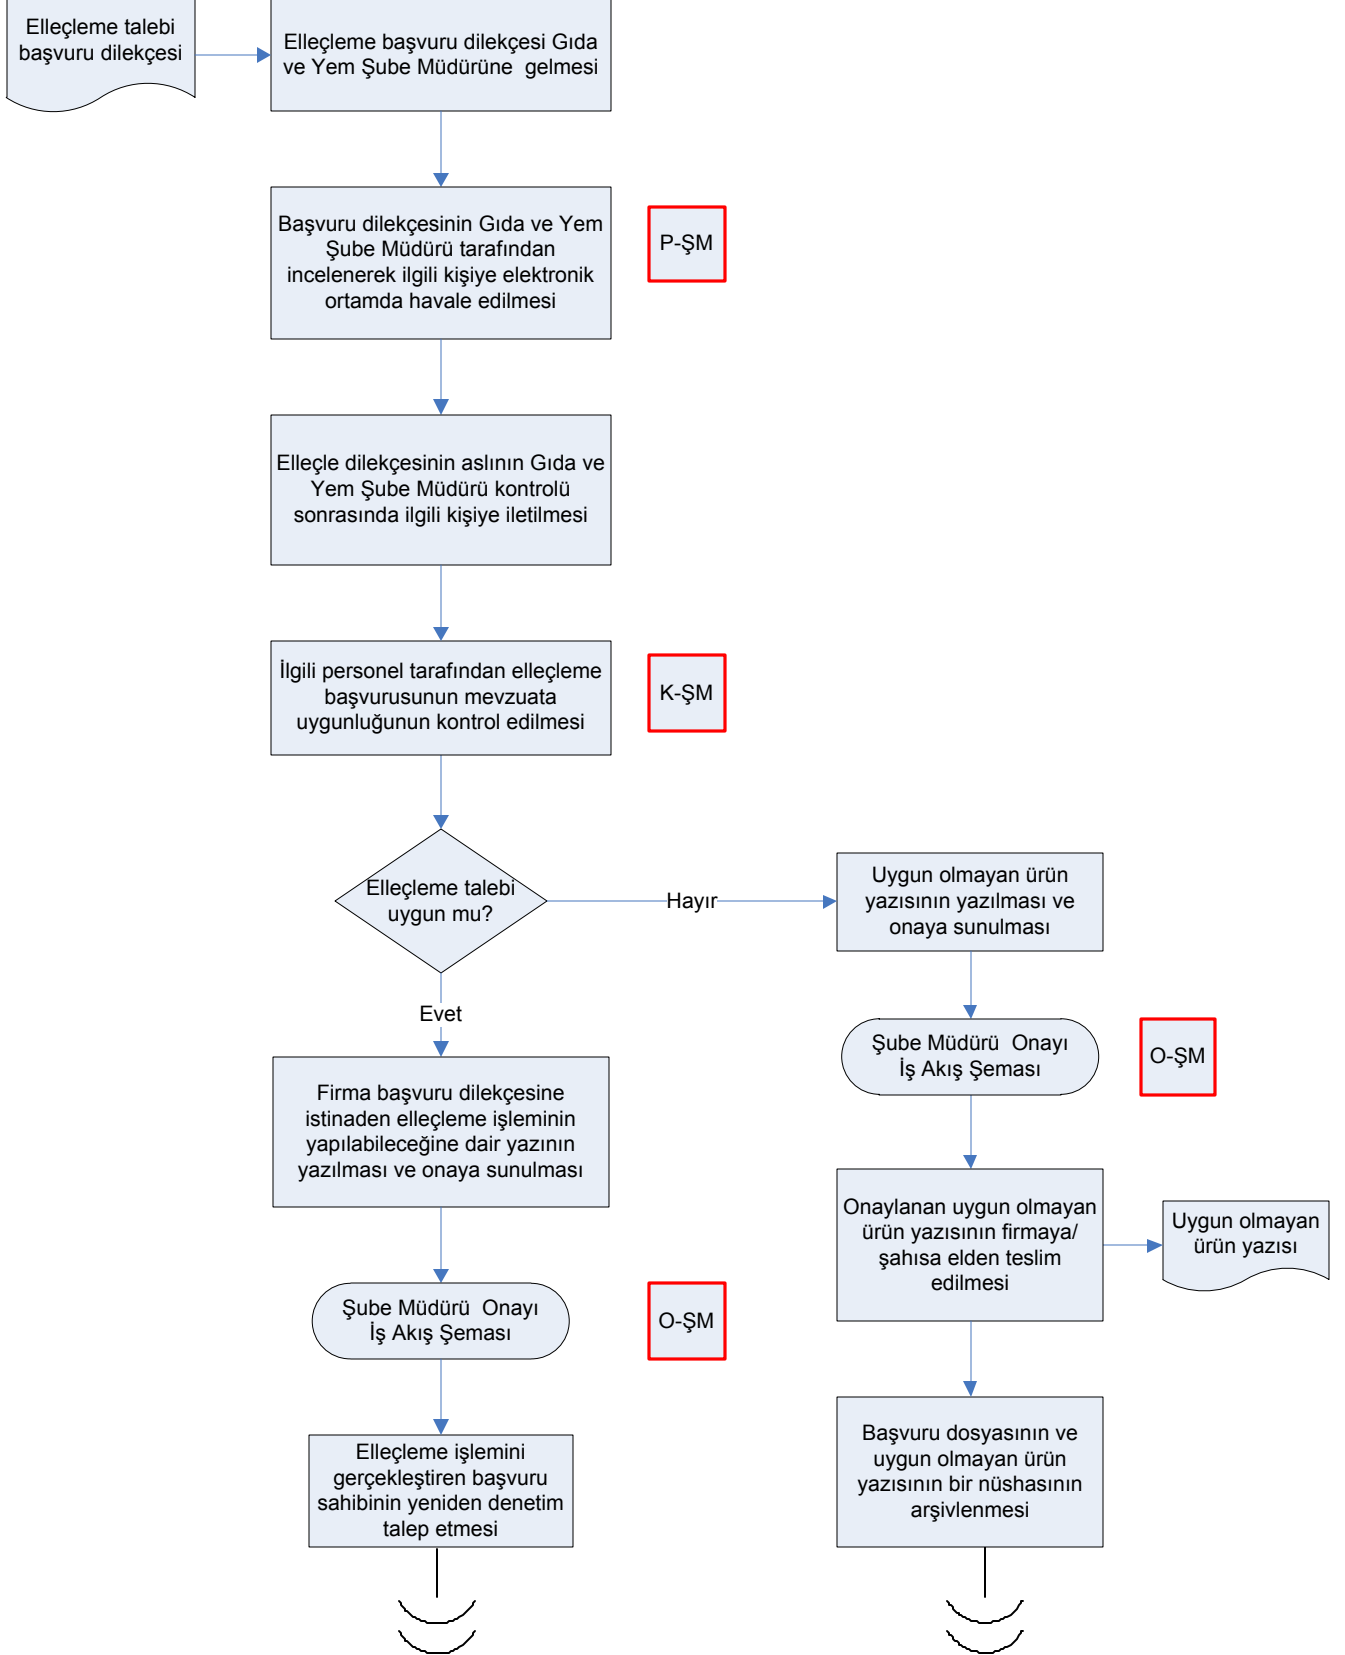 Elleçleme talebi
başvuru dilekçesi
Elleçleme başvuru dilekçesi Gıda
ve Yem Şube Müdürüne gelmesi
Başvuru dilekçesinin Gıda ve Yem
Şube Müdürü tarafından
incelenerek ilgili kişiye elektronik
ortamda havale edilmesi
P-ŞM
Elleçle dilekçesinin aslının Gıda ve
Yem Şube Müdürü kontrolü
sonrasında ilgili kişiye iletilmesi
İlgili personel tarafından elleçleme
başvurusunun mevzuata
uygunluğunun kontrol edilmesi
K-ŞM
Elleçleme talebi
uygun mu?
Hayır
Uygun olmayan ürün
yazısının yazılması ve
onaya sunulması
Evet
Şube Müdürü Onayı
İş Akış Şeması
O-ŞM
Firma başvuru dilekçesine
istinaden elleçleme işleminin
yapılabileceğine dair yazının
yazılması ve onaya sunulması
Onaylanan uygun olmayan
ürün yazısının firmaya/
şahısa elden teslim
edilmesi
Uygun olmayan
ürün yazısı
Şube Müdürü Onayı
İş Akış Şeması
O-ŞM
Elleçleme işlemini
gerçekleştiren başvuru
sahibinin yeniden denetim
talep etmesi
Başvuru dosyasının ve
uygun olmayan ürün
yazısının bir nüshasının
arşivlenmesi